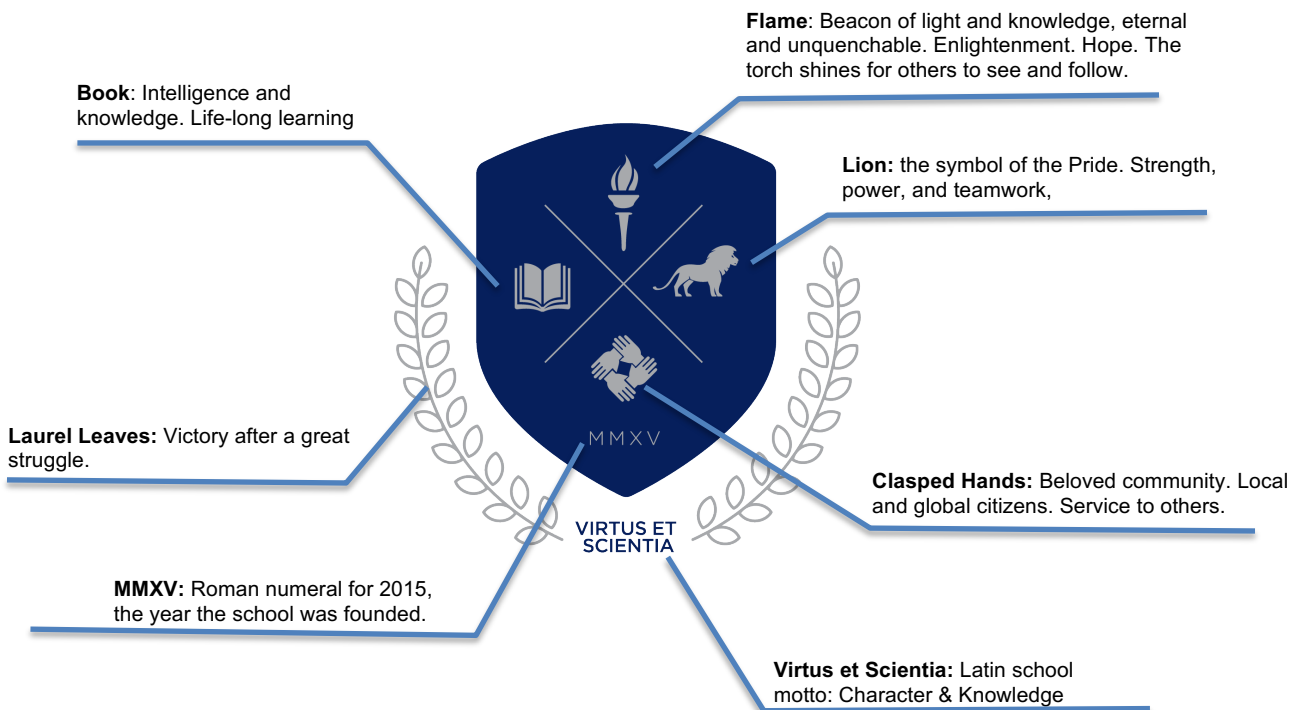 Flame: Beacon of light and knowledge, eternal
and unquenchable. Enlightenment. Hope. The
torch shines for others to see and follow.
Book: Intelligence and
knowledge. Life-long learning
Lion: the symbol of the Pride. Strength,
power, and teamwork,
Laurel Leaves: Victory after a great
struggle.
MMXV
Clasped Hands: Beloved community. Local
and global citizens. Service to others.
VIRTUS ET
SCIENTIA
MMXV: Roman numeral for 2015,
the year the school was founded.
Virtus et Scientia: Latin school
motto: Character & Knowledge